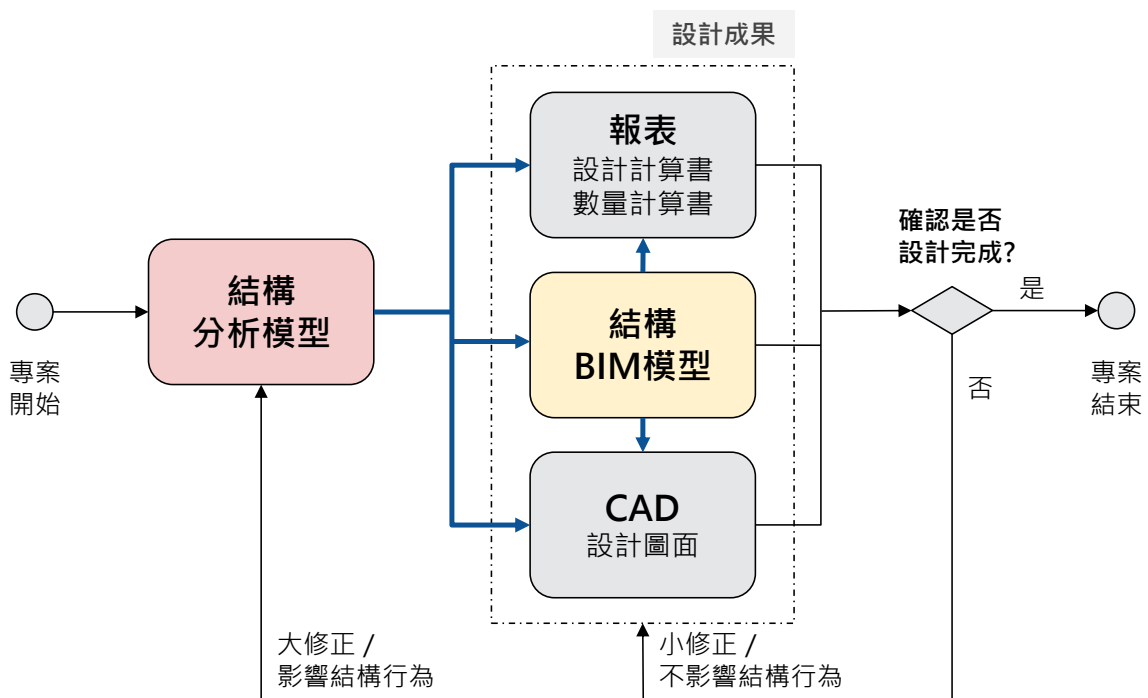 設計成果
報表
設計計算書
數量計算書
確認是否
設計完成?
結構
分析模型
結構
BIM模型
是
專案
開始
否
專案
結束
CAD
設計圖面
大修正 /
影響結構行為
小修正 /
不影響結構行為